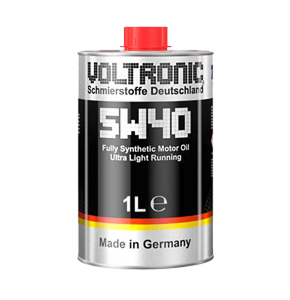 VOLTRONIC
Schmierstoffe Deutschland
5W40
Fully Synthetic Motor Oil
Ultra Light Running
1L ℮
Made in Germany